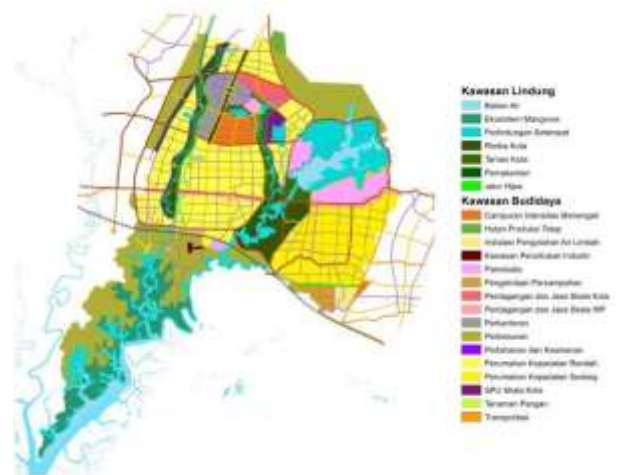 Kawasan Lindung
Badan Air
Ekosistem Mangrove
Perlindungan Setempat
Rimba Kota
Taman Kota
Pemakaman
Jalur Hijau
Kawasan Budidaya
Campuran Intensitas Menengah
Hutan Produksi Tetap
Instalasi Pengolahan Air Limbah
Kawasan Peruntukan Industri
Pariwisata
Pengelolaan Persampahan
Perdagangan dan Jasa Skala Kota
Perdagangan dan Jasa Skala WP
Perkantoran
Perkebunan
Pertahanan dan Keamanan
Perumahan Kepadatan Rendah
Perumahan Kepadatan Sedang
SPU Skala Kota
Tanaman Pangan
Transportasi